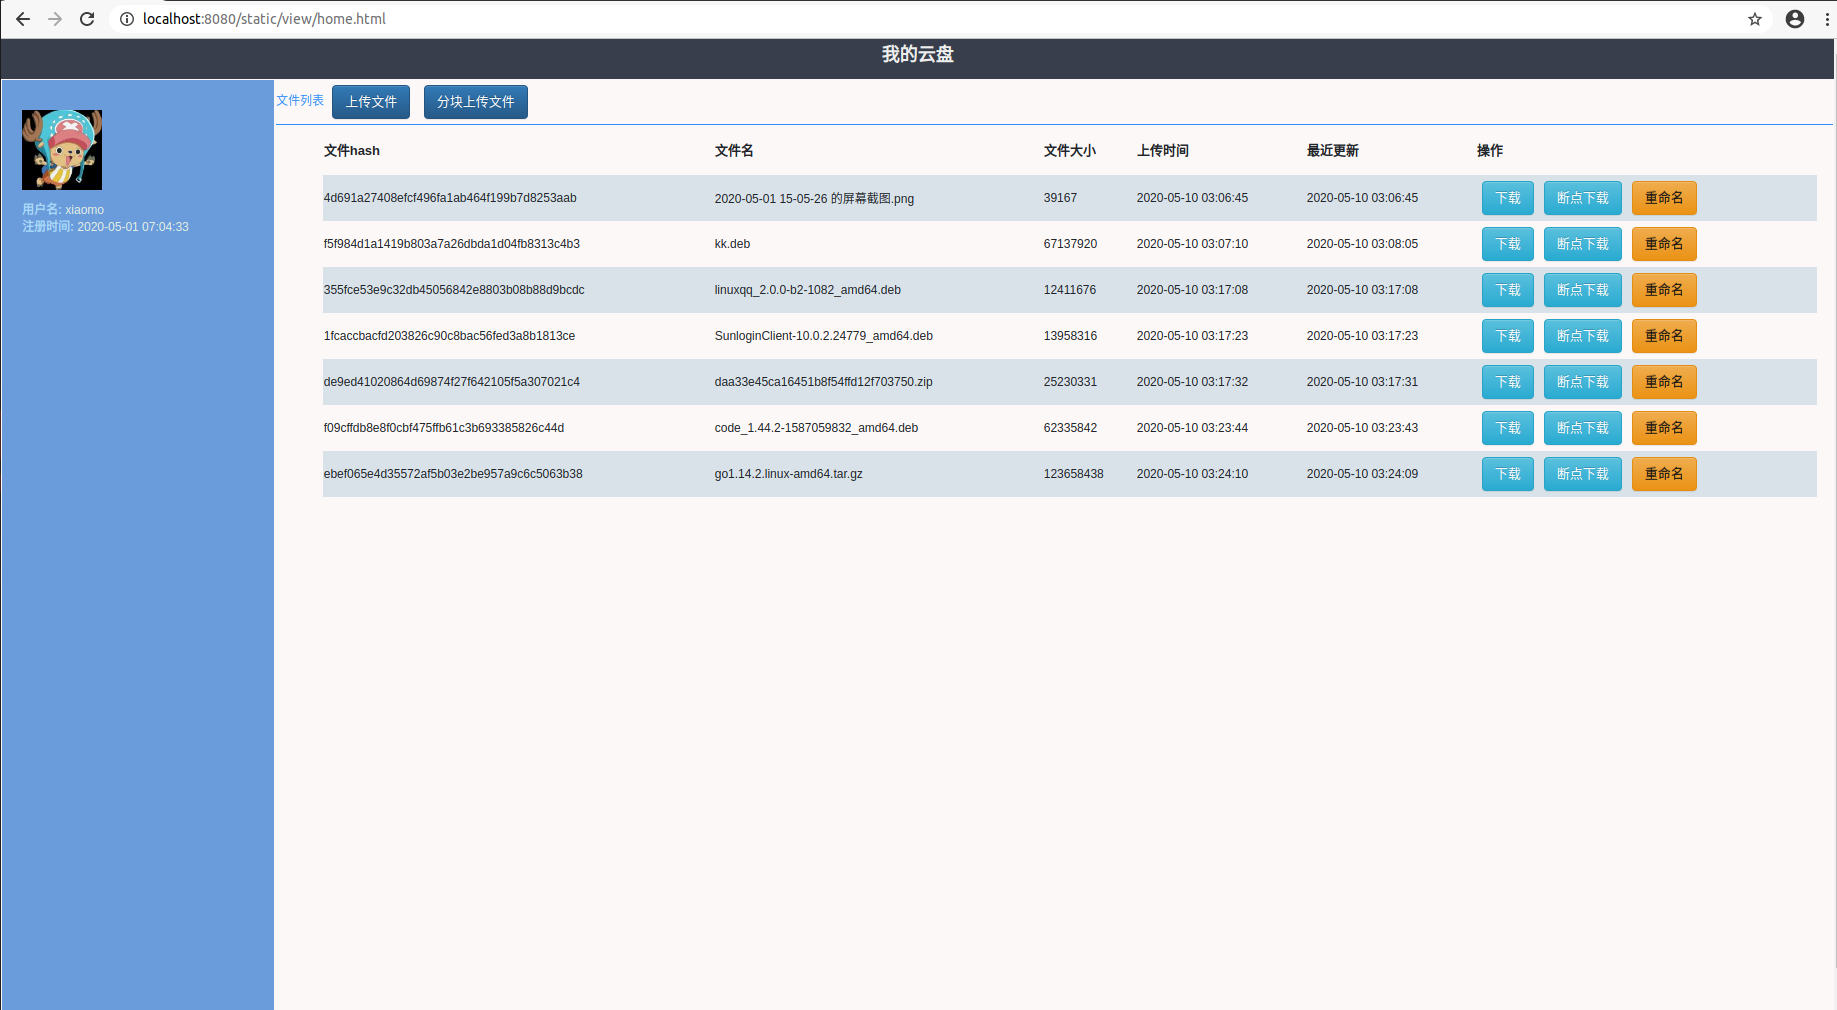 localhost:8080/static/view/home.html
我的云盘
用户名: xiaomo
注册时间: 2020-05-01 07:04:33
文件列表 上传文件 分块上传文件
文件hash 文件名 文件大小 上传时间 最近更新 操作
4d691a27408efcf496fa1ab464f199b7d8253aab 2020-05-01 15-05-26 的屏幕截图.png 39167 2020-05-10 03:06:45 2020-05-10 03:06:45 下载 断点下载 重命名
f5f984d1a1419b803a7a26dbda1d04fb8313c4b3 kk.deb 67137920 2020-05-10 03:07:10 2020-05-10 03:08:05 下载 断点下载 重命名
355fce53e9c32db45056842e8803b08b88d9bcdc linuxqq_2.0.0-b2-1082_amd64.deb 12411676 2020-05-10 03:17:08 2020-05-10 03:17:08 下载 断点下载 重命名
1fcaccbacfd203826c90c8bac56fed3a8b1813ce SunloginClient-10.0.2.24779_amd64.deb 13958316 2020-05-10 03:17:23 2020-05-10 03:17:23 下载 断点下载 重命名
de9ed41020864d69874f27f642105f5a307021c4 daa33e45ca16451b8f54ffd12f703750.zip 25230331 2020-05-10 03:17:32 2020-05-10 03:17:31 下载 断点下载 重命名
f09cffdb8e8f0cbf475ffb61c3b693385826c44d code_1.44.2-1587059832_amd64.deb 62335842 2020-05-10 03:23:44 2020-05-10 03:23:43 下载 断点下载 重命名
ebef065e4d35572af5b03e2be957a9c6c5063b38 go1.14.2.linux-amd64.tar.gz 123658438 2020-05-10 03:24:10 2020-05-10 03:24:09 下载 断点下载 重命名